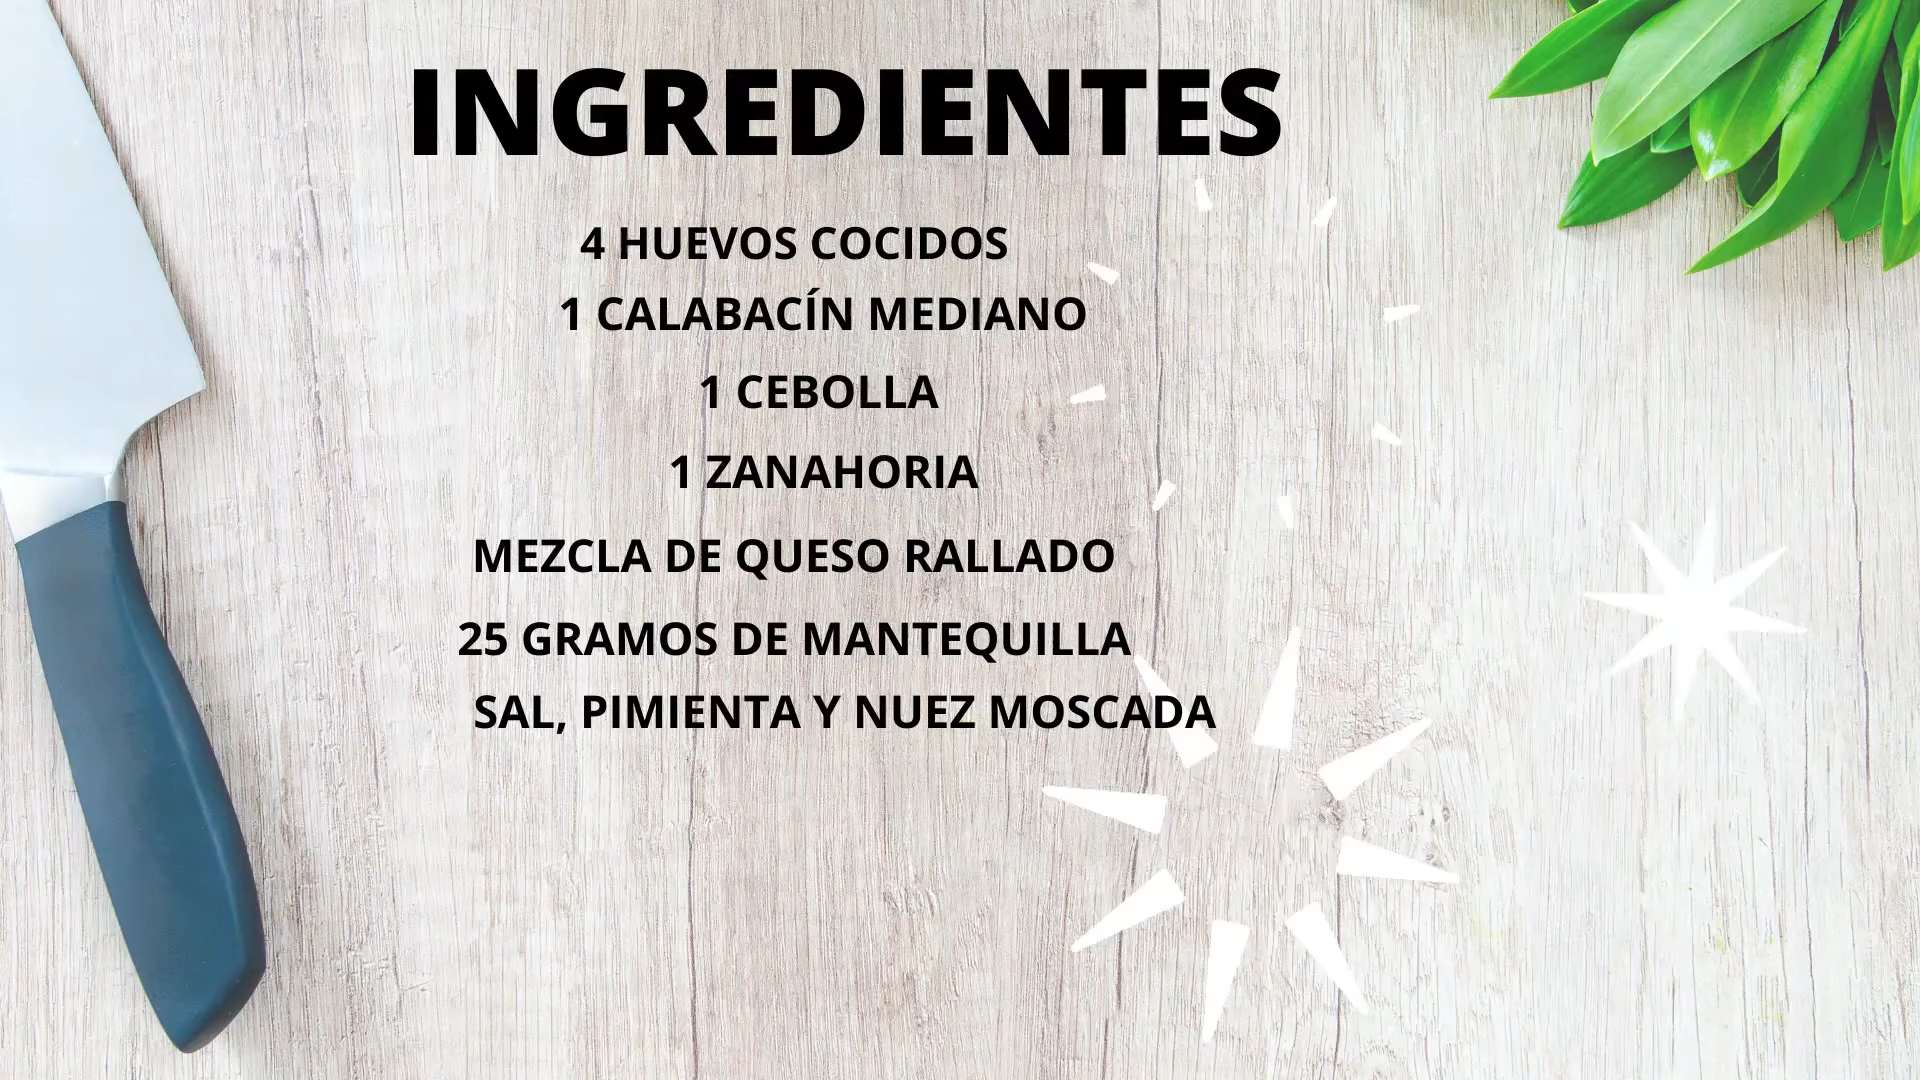 INGREDIENTES
4 HUEVOS COCIDOS
1 CALABACÍN MEDIANO
1 CEBOLLA
1 ZANAHORIA
MEZCLA DE QUESO RALLADO
25 GRAMOS DE MANTEQUILLA
SAL, PIMIENTA Y NUEZ MOSCADA